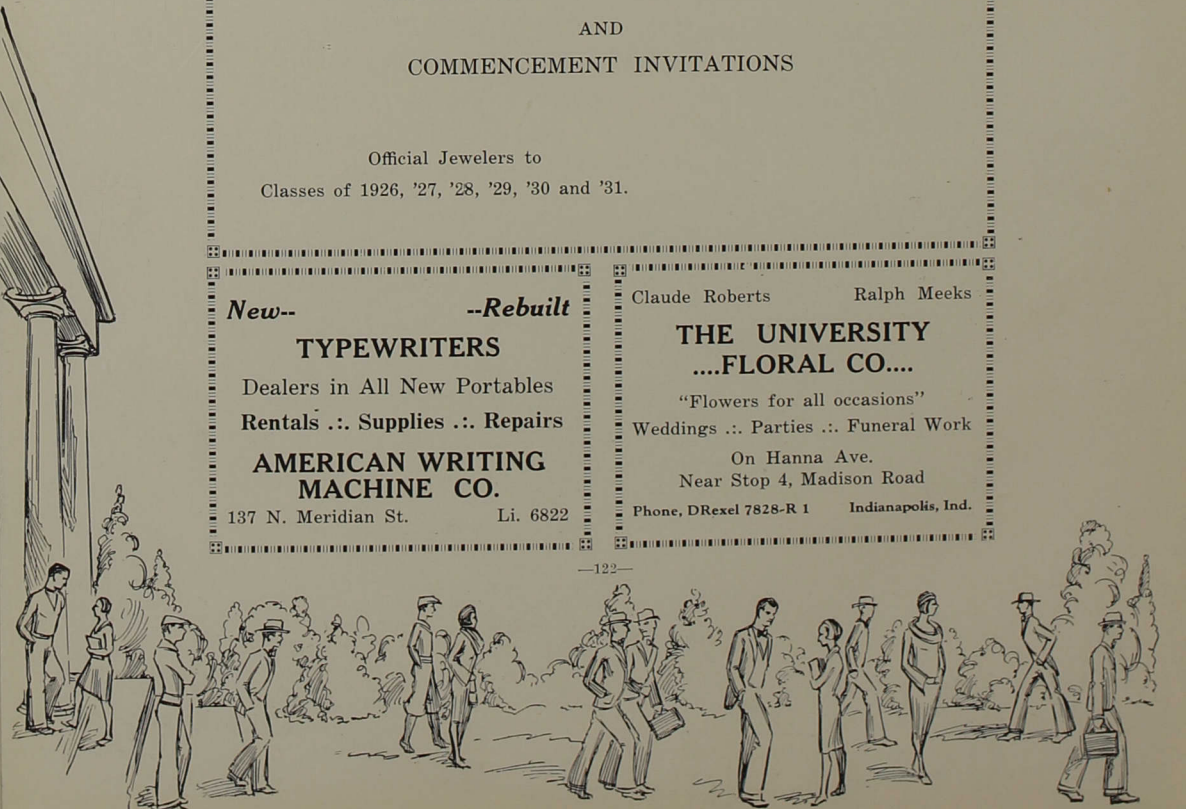 AND
COMMENCEMENT INVITATIONS
Official Jewelers to
Classes of 1926, '27, '28, '29, '30 and '31.
New-- --Rebuilt
TYPEWRITERS
Dealers in All New Portables
Rentals .:. Supplies .:. Repairs
AMERICAN WRITING
MACHINE CO.
137 N. Meridian St. Li. 6822
Claude Roberts Ralph Meeks
THE UNIVERSITY
....FLORAL CO....
"Flowers for all occasions"
Weddings .:. Parties .:. Funeral Work
On Hanna Ave.
Near Stop 4, Madison Road
Phone, DRexel 7828-R 1 Indianapolis, Ind.
—122—